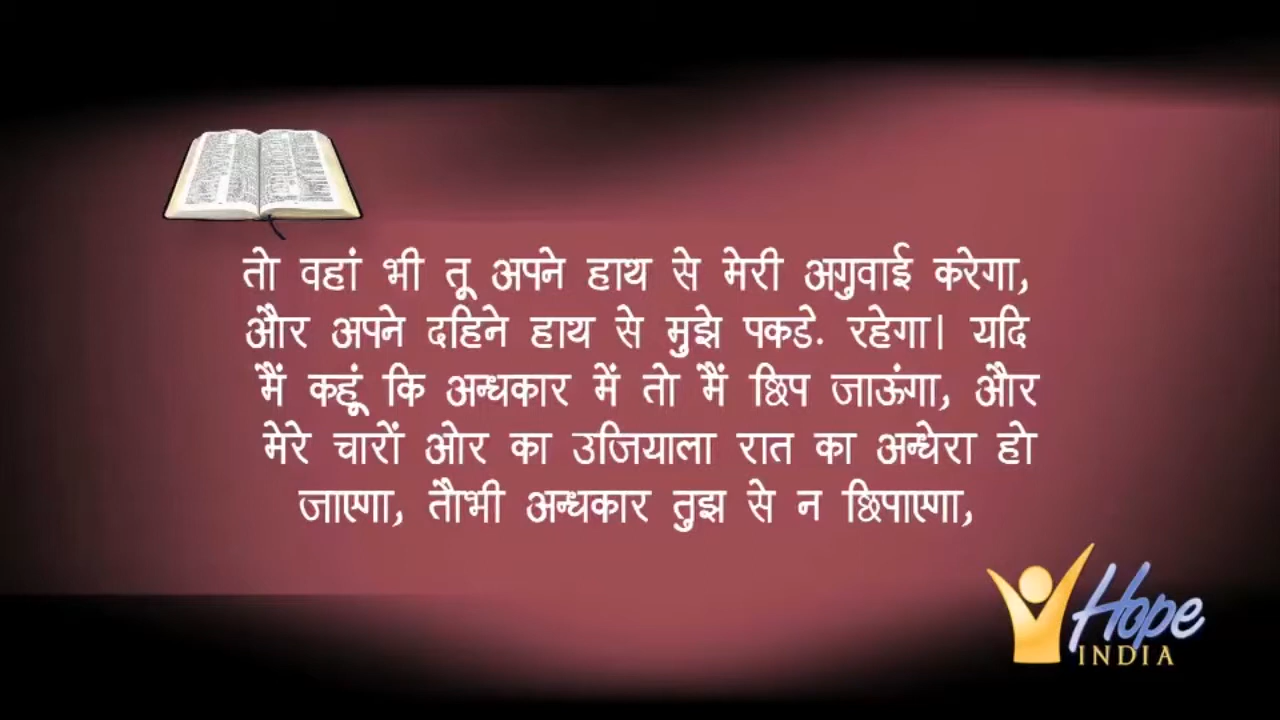 तो वहां भी तू अपने हाथ से मेरी अगुवाई करेगा,
और अपने दहिने हाथ से मुझे पकडे. रहेगा। यदि
मैं कहूं कि अन्धकार में तो मैं छिप जाऊंगा, और
मेरे चारों ओर का उजियाला रात का अन्धेरा हो
जाएगा, तौभी अन्धकार तुझ से न छिपाएगा,
Hope
INDIA